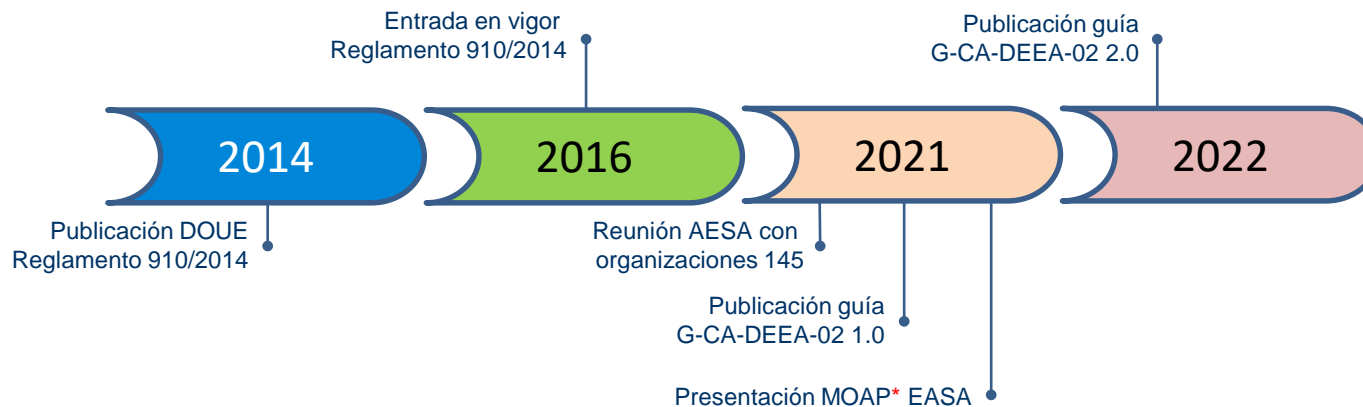 Entrada en vigor
Reglamento 910/2014
Publicación guía
G-CA-DEEA-02 2.0
2014
2016
2021
2022
Publicación DOUE
Reglamento 910/2014
Reunión AESA con
organizaciones 145
Publicación guía
G-CA-DEEA-02 1.0
Presentación MOAP* EASA